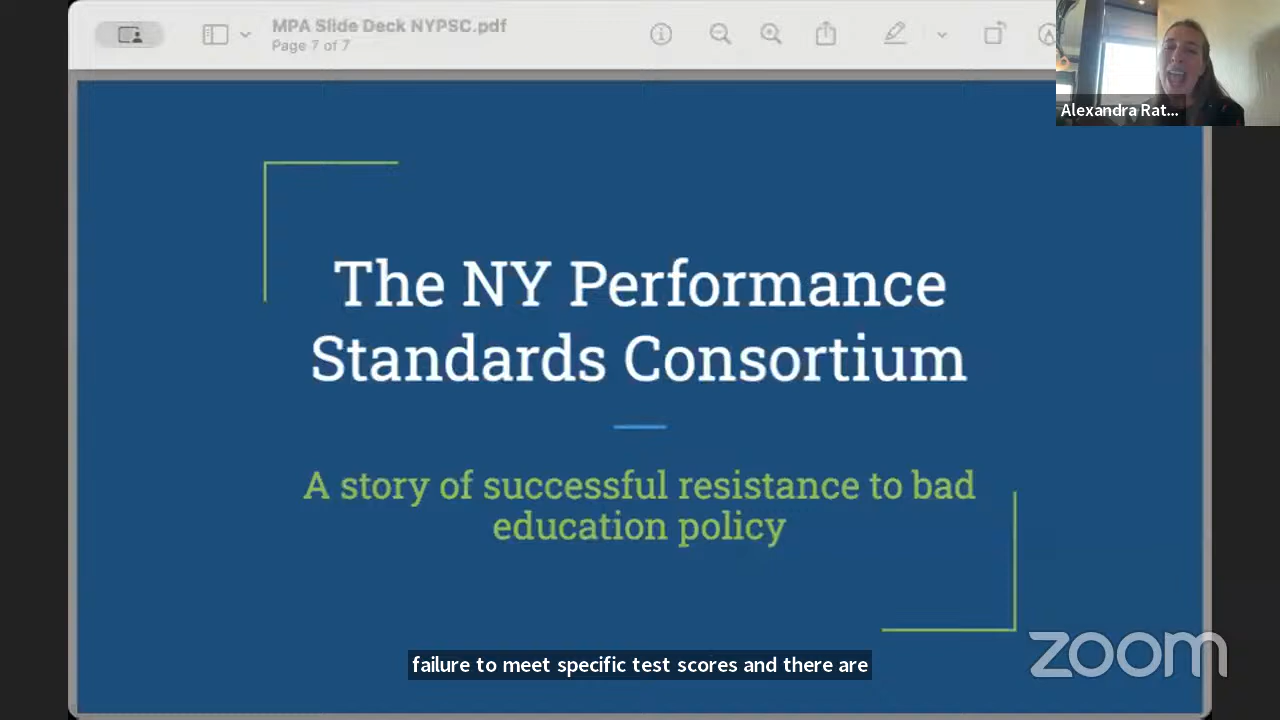 MPA Slide Deck NYPSC.pdf
Page 7 of 7
Alexandra Rat...
The NY Performance
Standards Consortium
A story of successful resistance to bad
education policy
failure to meet specific test scores and there are
zoom